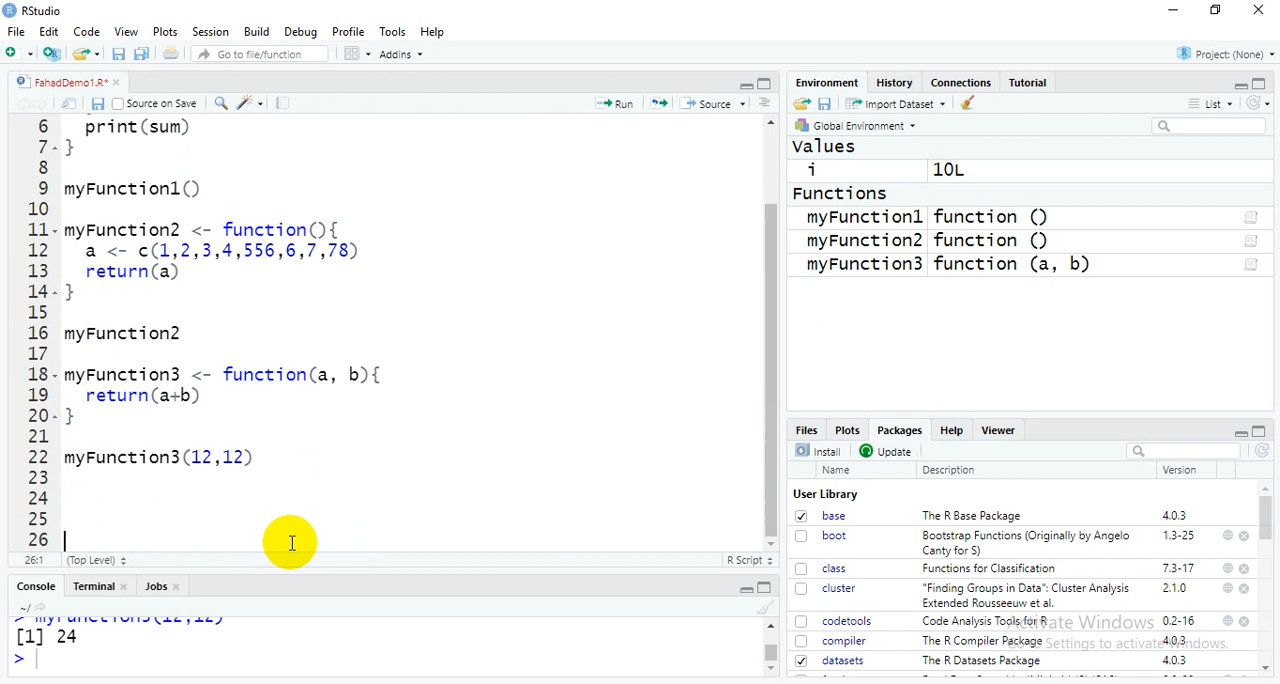 RStudio
File Edit Code View Plots Session Build Debug Profile Tools Help
Go to file/function Addins Project: (None)
FahadDemo1.R*
Source on Save Run Source
6 print(sum)
7 }
8
9 myFunction1()
10
11 myFunction2 <- function(){
12 a <- c(1,2,3,4,556,6,7,78)
13 return(a)
14 }
15
16 myFunction2
17
18 myFunction3 <- function(a, b){
19 return(a+b)
20 }
21
22 myFunction3(12,12)
23
24
25
26
26:1 (Top Level) R Script
Console Terminal Jobs
~/
> myFunction3(12,12)
[1] 24
>
Environment History Connections Tutorial
Import Dataset List
Global Environment
Values
i 10L
Functions
myFunction1 function ()
myFunction2 function ()
myFunction3 function (a, b)
Files Plots Packages Help Viewer
Install Update
Name Description Version
User Library
base The R Base Package 4.0.3
boot Bootstrap Functions (Originally by Angelo Canty for S) 1.3-25
class Functions for Classification 7.3-17
cluster "Finding Groups in Data": Cluster Analysis Extended Rousseeuw et al. 2.1.0
codetools Code Analysis Tools for R 0.2-16
compiler The R Compiler Package 4.0.3
datasets The R Datasets Package 4.0.3
Activate Windows
Go to Settings to activate Windows.